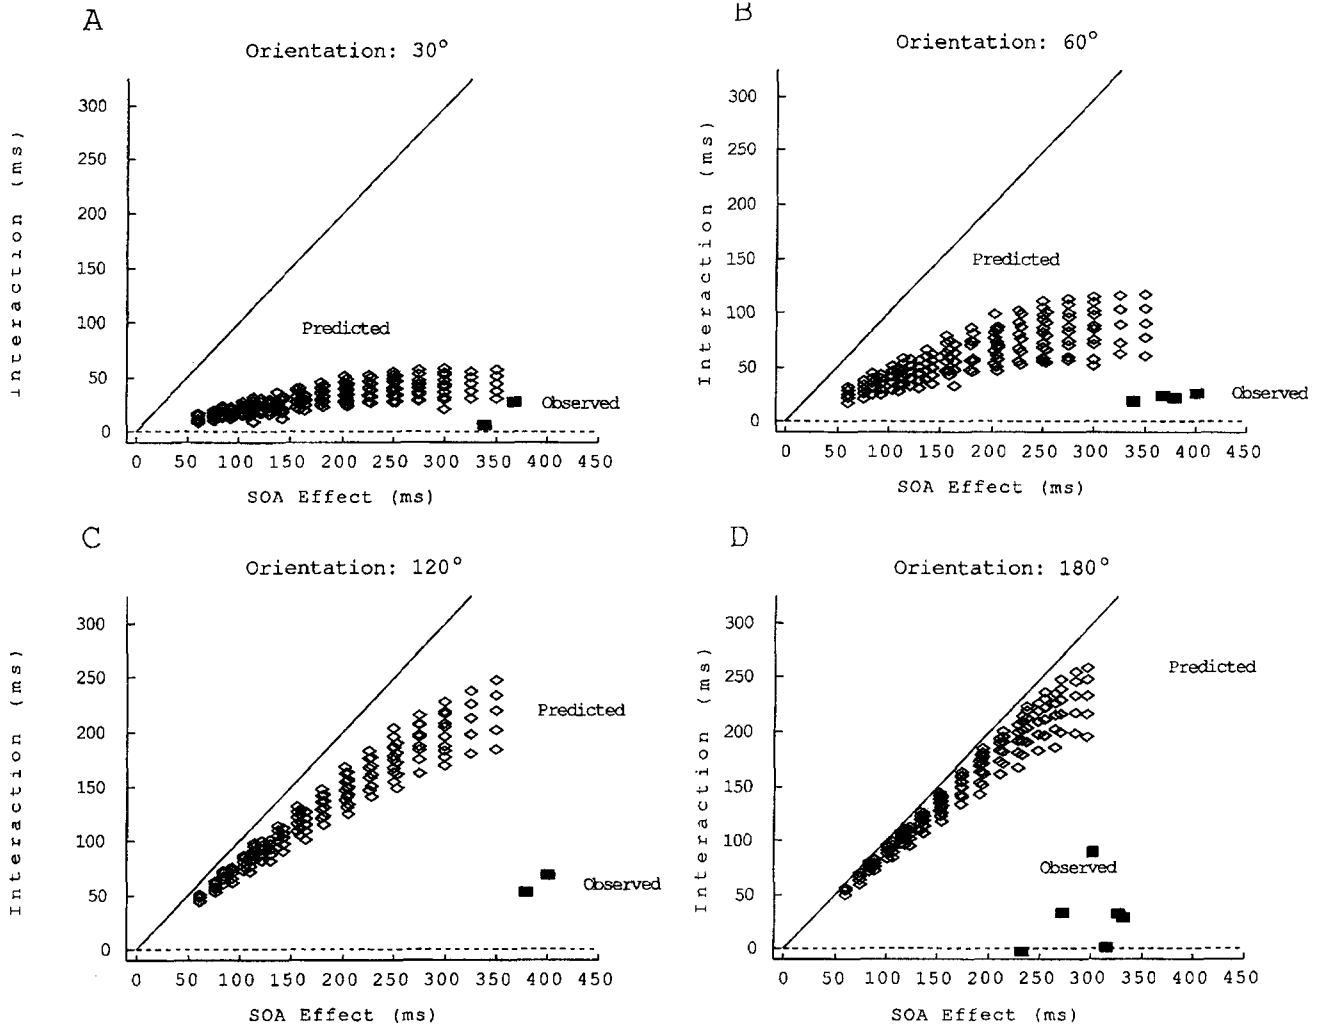 A
Orientation: 30°
Interaction (ms)
300
250
200
150
100
50
0
Predicted
Observed
0 50 100 150 200 250 300 350 400 450
SOA Effect (ms)
B
Orientation: 60°
Interaction (ms)
300
250
200
150
100
50
0
Predicted
Observed
0 50 100 150 200 250 300 350 400 450
SOA Effect (ms)
C
Orientation: 120°
Interaction (ms)
300
250
200
150
100
50
0
Predicted
Observed
0 50 100 150 200 250 300 350 400 450
SOA Effect (ms)
D
Orientation: 180°
Interaction (ms)
300
250
200
150
100
50
0
Predicted
Observed
0 50 100 150 200 250 300 350 400 450
SOA Effect (ms)